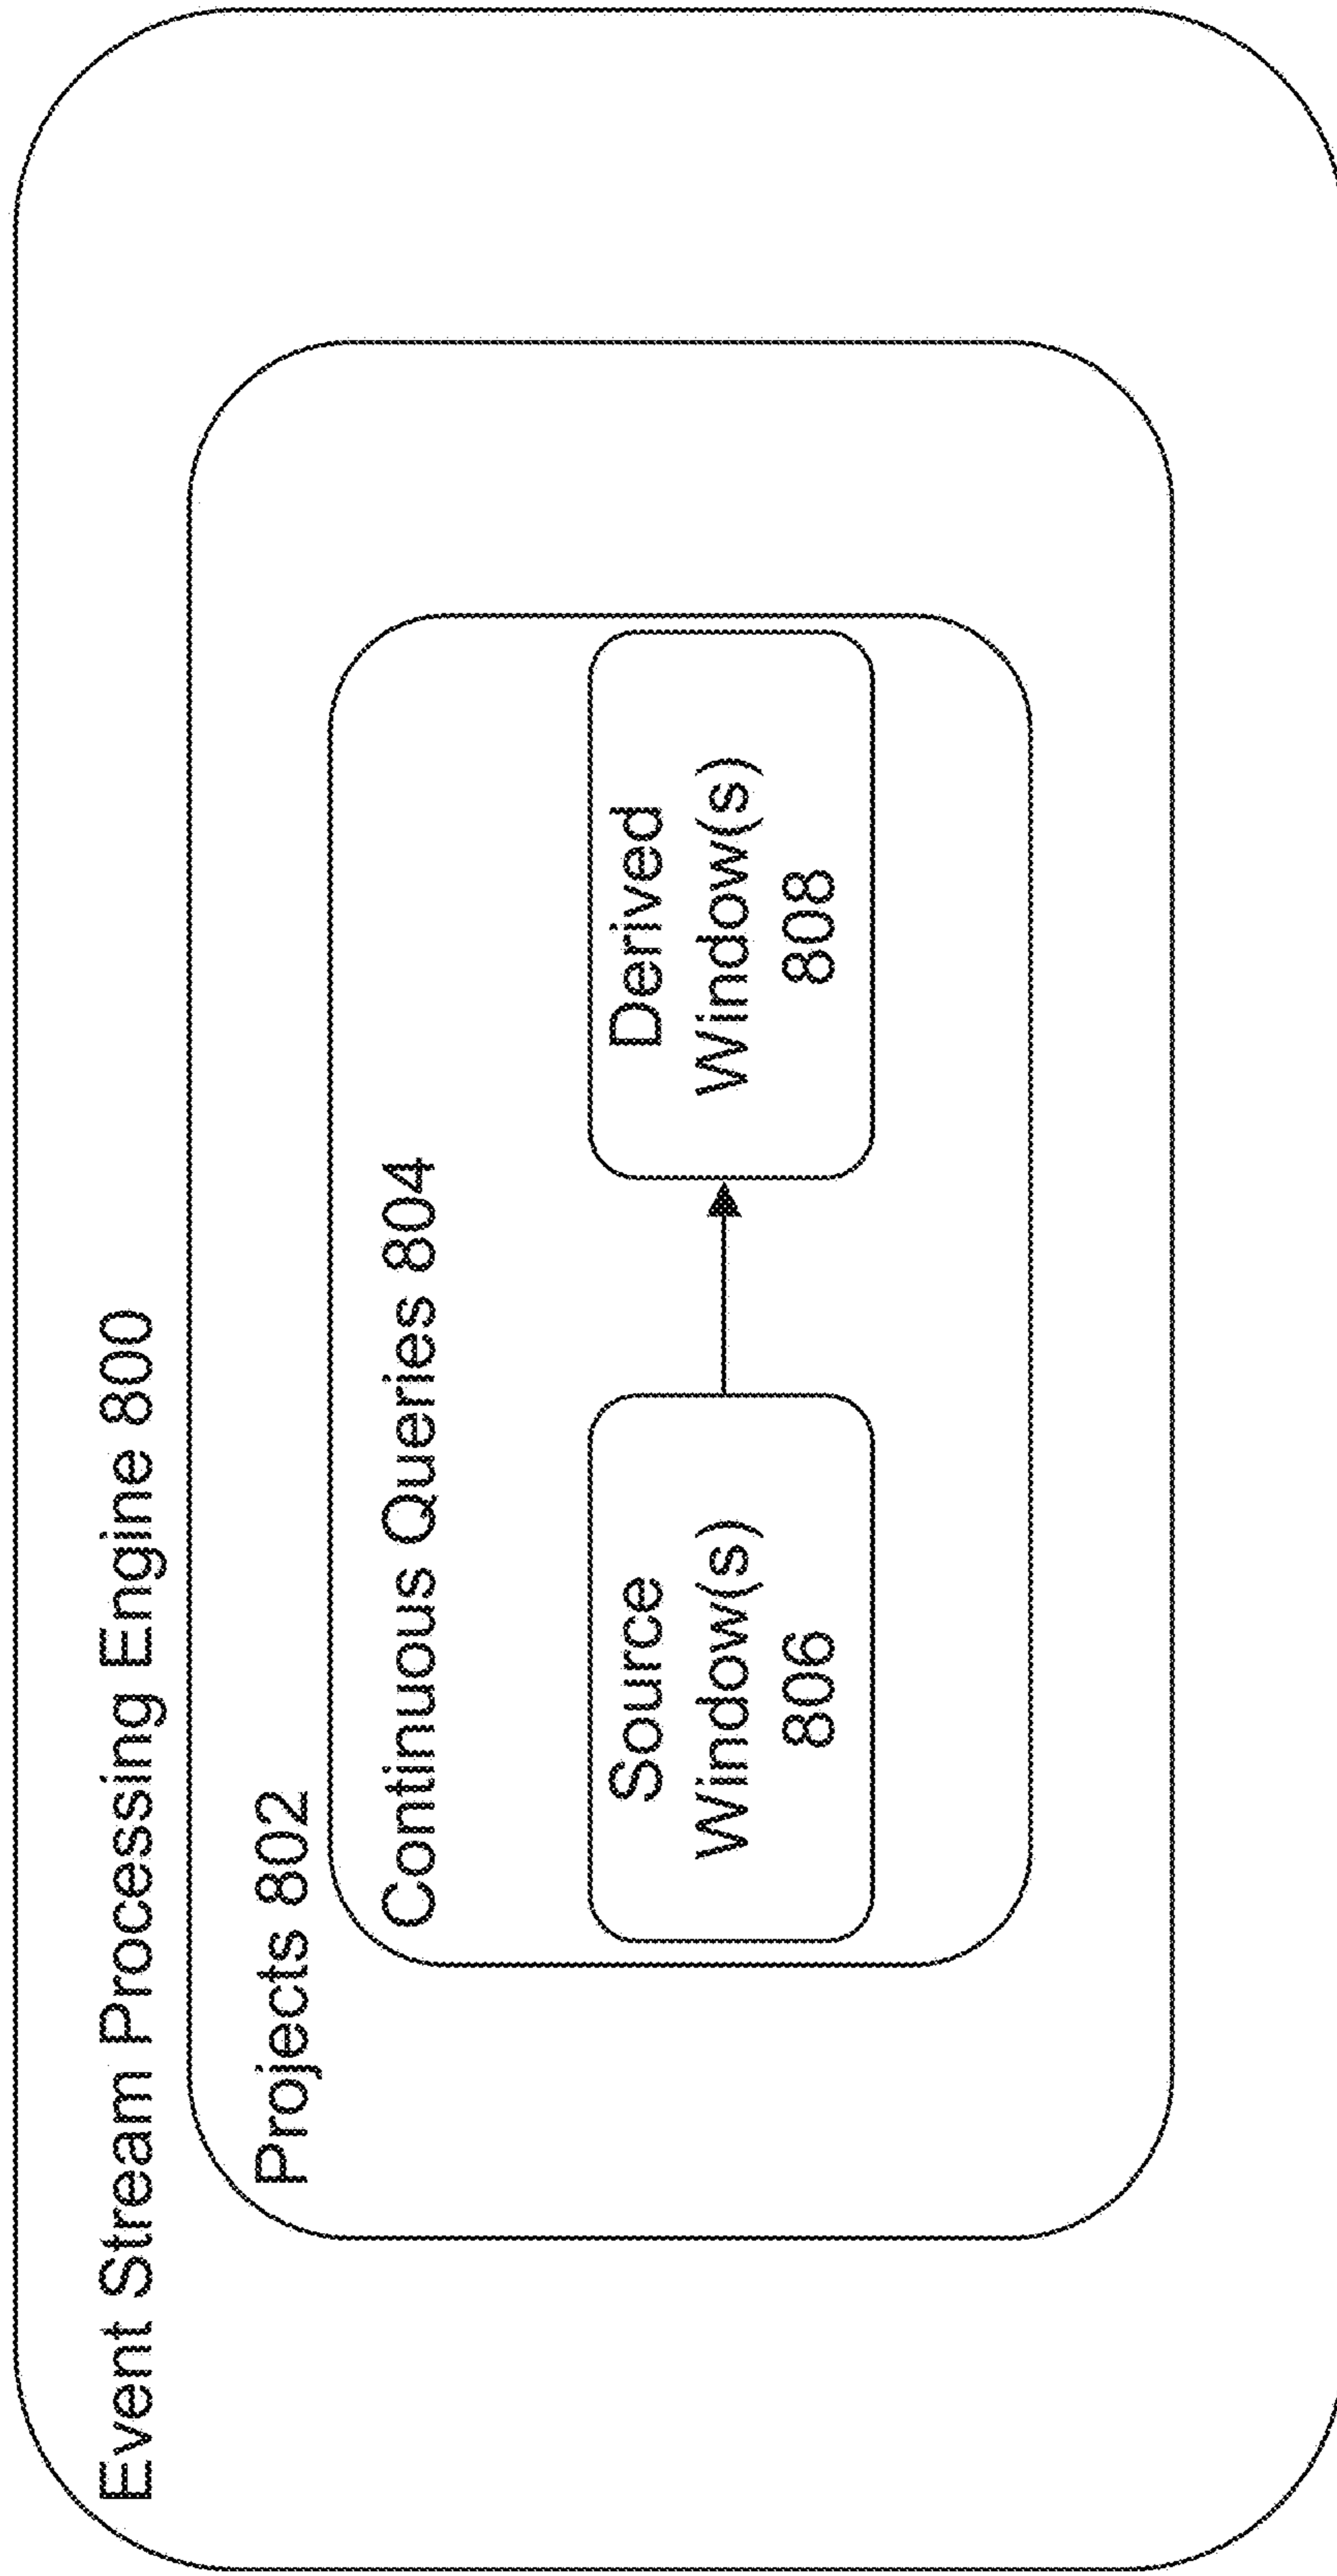 Event Stream Processing Engine 800
Projects 802
Continuous Queries 804
Source
Window(s)
806
Derived
Window(s)
808